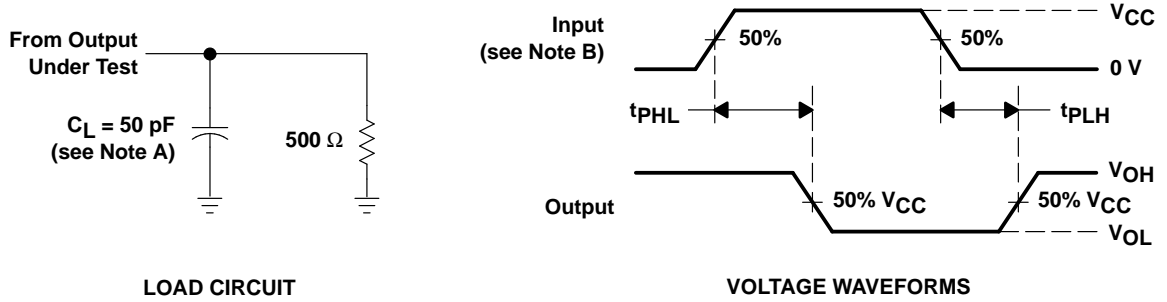 From Output
Under Test
CL = 50 pF
(see Note A)
500 Ω
LOAD CIRCUIT
Input
(see Note B)
50%
50%
VCC
0 V
tPHL
tPLH
Output
50% VCC
50% VCC
VOH
VOL
VOLTAGE WAVEFORMS